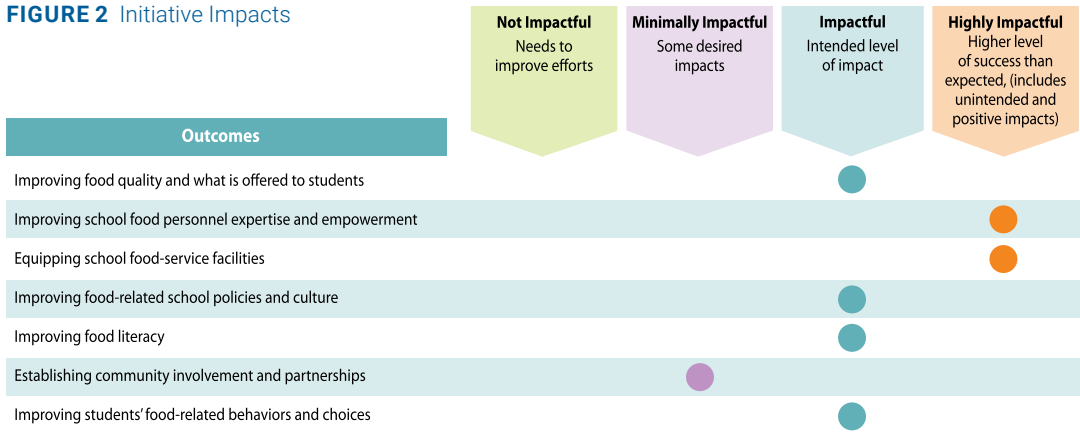 FIGURE 2 Initiative Impacts
Not Impactful
Needs to
improve efforts
Minimally Impactful
Some desired
impacts
Impactful
Intended level
of impact
Highly Impactful
Higher level
of success than
expected, (includes
unintended and
positive impacts)
Outcomes
Improving food quality and what is offered to students
Improving school food personnel expertise and empowerment
Equipping school food-service facilities
Improving food-related school policies and culture
Improving food literacy
Establishing community involvement and partnerships
Improving students’ food-related behaviors and choices